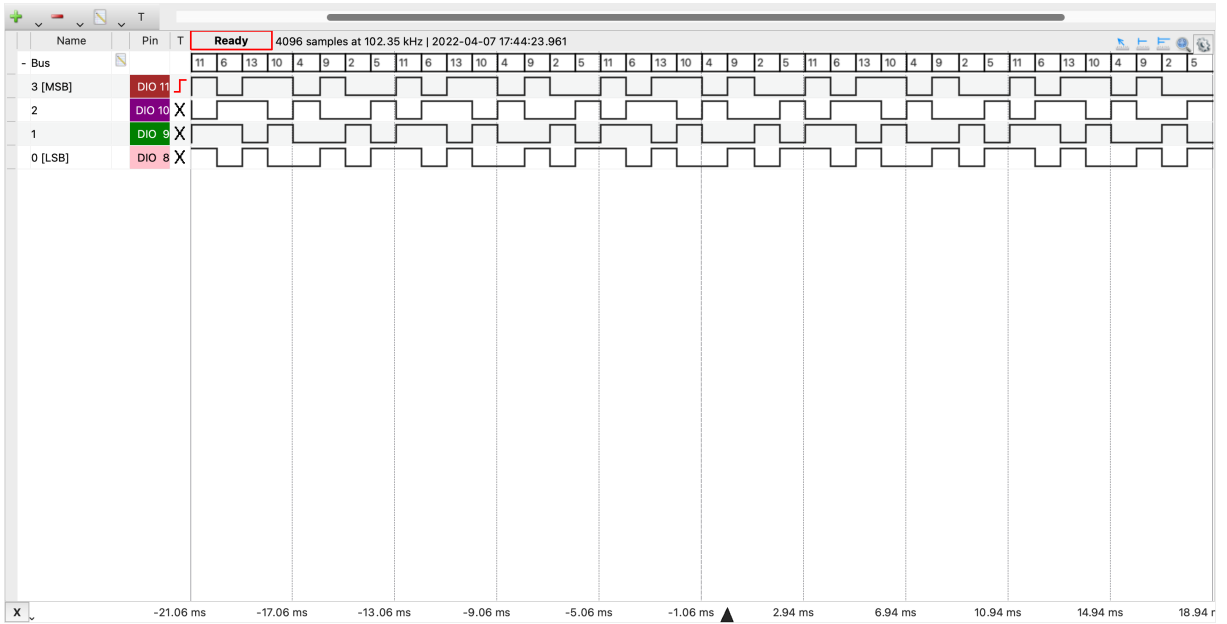 T
Name Pin T Ready 4096 samples at 102.35 kHz | 2022-04-07 17:44:23.961
- Bus 11 6 13 10 4 9 2 5 11 6 13 10 4 9 2 5 11 6 13 10 4 9 2 5 11 6 13 10 4 9 2 5 11 6 13 10 4 9 2 5
3 [MSB] DIO 11
2 DIO 10 X
1 DIO 9 X
0 [LSB] DIO 8 X
X -21.06 ms -17.06 ms -13.06 ms -9.06 ms -5.06 ms -1.06 ms 2.94 ms 6.94 ms 10.94 ms 14.94 ms 18.94